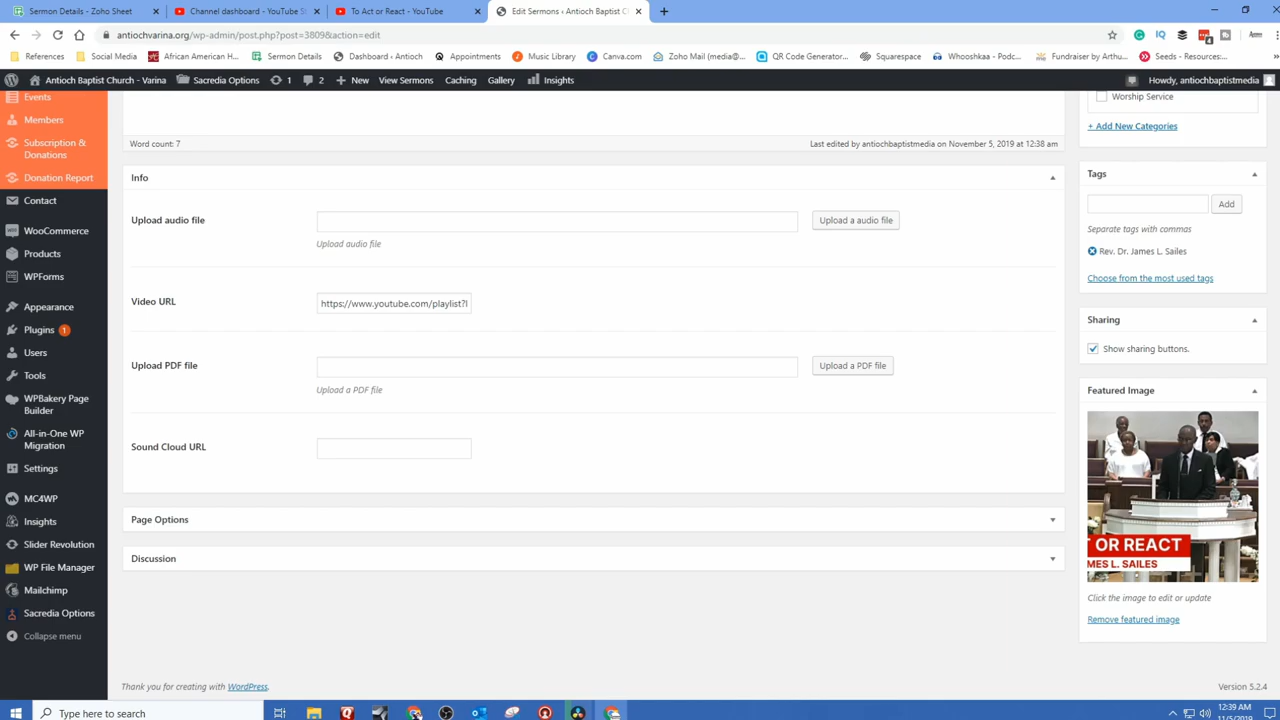 Sermon Details - Zoho Sheet
Channel dashboard - YouTube S
To Act or React - YouTube
Edit Sermons ‹ Antioch Baptist C
antiochvarina.org/wp-admin/post.php?post=3809&action=edit
References
Social Media
African American H...
Sermon Details
Dashboard ‹ Antioch
Appointments
Music Library
Canva.com
Zoho Mail (media@...
QR Code Generator...
Squarespace
Whooshkaa - Podc...
Fundraiser by Arthu...
Seeds - Resources:...
Antioch Baptist Church - Varina
Sacredia Options
1
2
New
View Sermons
Caching
Gallery
Insights
Howdy, antiochbaptistmedia
Events
Members
Subscription &
Donations
Donation Report
Contact
WooCommerce
Products
WPForms
Appearance
Plugins 1
Users
Tools
WPBakery Page
Builder
All-in-One WP
Migration
Settings
MC4WP
Insights
Slider Revolution
WP File Manager
Mailchimp
Sacredia Options
Collapse menu
Word count: 7
Last edited by antiochbaptistmedia on November 5, 2019 at 12:38 am
Info
Upload audio file
Upload a audio file
Upload audio file
Video URL
https://www.youtube.com/playlist?l
Upload PDF file
Upload a PDF file
Upload a PDF file
Sound Cloud URL
Page Options
Discussion
Worship Service
+ Add New Categories
Tags
Add
Separate tags with commas
Rev. Dr. James L. Sailes
Choose from the most used tags
Sharing
Show sharing buttons.
Featured Image
T OR REACT
MES L. SAILES
Click the image to edit or update
Remove featured image
Thank you for creating with WordPress.
Version 5.2.4
Type here to search
12:39 AM
11/5/2019